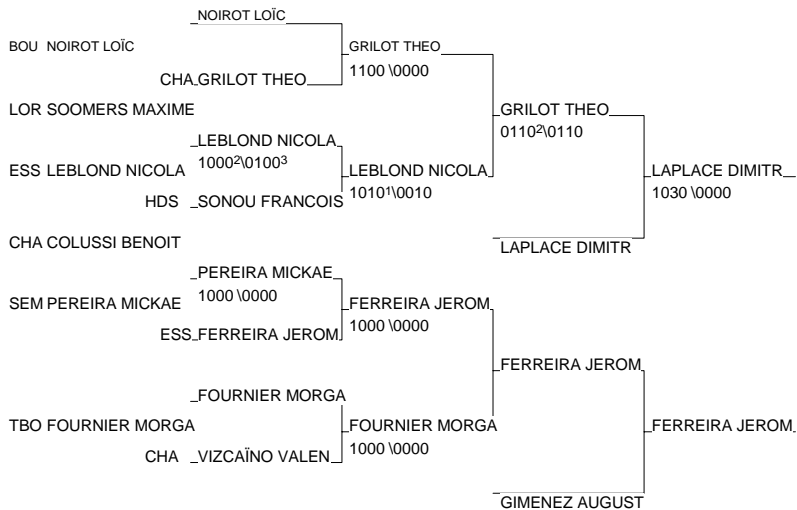 NOIROT LOÏC
BOU NOIROT LOÏC
GRILOT THEO
1100 \0000
CHA GRILOT THEO
LOR SOOMERS MAXIME
GRILOT THEO
0110²\0110
LEBLOND NICOLA
1000²\0100³
ESS LEBLOND NICOLA
LEBLOND NICOLA
1010¹\0010
LAPLACE DIMITR
1030 \0000
HDS SONOU FRANCOIS
CHA COLUSSI BENOIT
LAPLACE DIMITR
PEREIRA MICKAE
1000 \0000
SEM PEREIRA MICKAE
FERREIRA JEROM
1000 \0000
ESS FERREIRA JEROM
FERREIRA JEROM
FOURNIER MORGA
TBO FOURNIER MORGA
FOURNIER MORGA
1000 \0000
FERREIRA JEROM
CHA VIZCAÏNO VALEN
GIMENEZ AUGUST